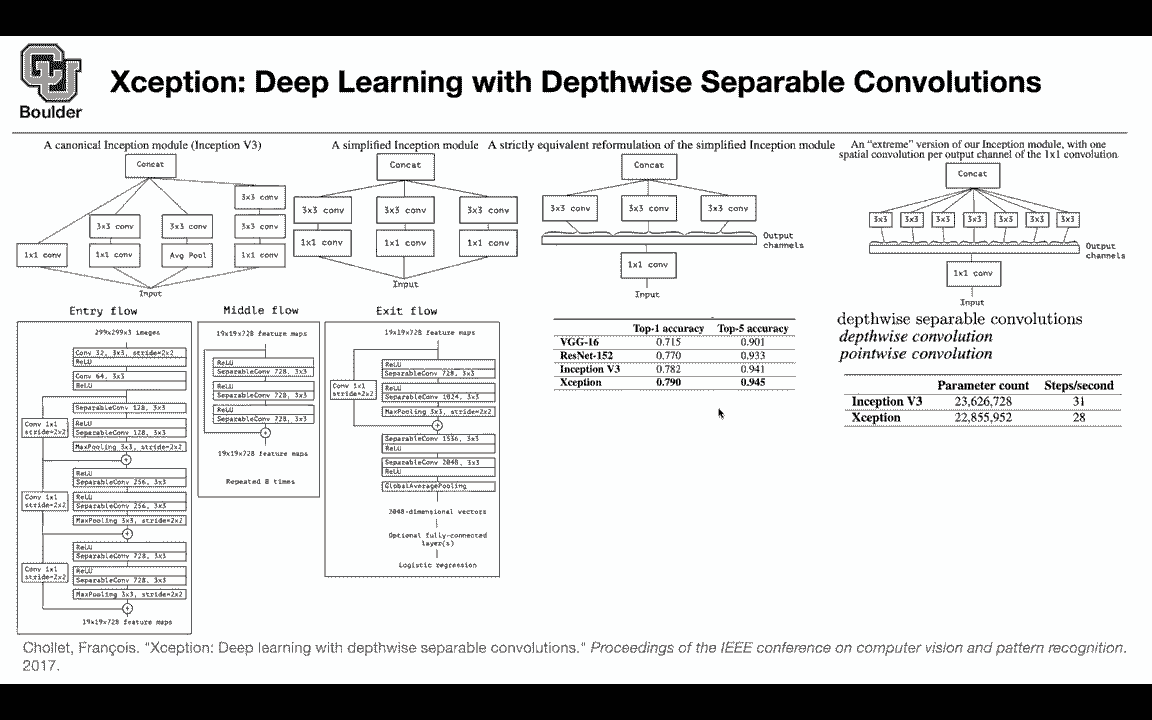 Boulder
Xception: Deep Learning with Depthwise Separable Convolutions
A canonical Inception module (Inception V3)
Concat
3x3 conv
3x3 conv
3x3 conv
3x3 conv
1x1 conv
1x1 conv
Avg Pool
1x1 conv
Input
A simplified Inception module
Concat
3x3 conv
3x3 conv
3x3 conv
1x1 conv
1x1 conv
1x1 conv
Input
A strictly equivalent reformulation of the simplified Inception module
Concat
3x3 conv
3x3 conv
3x3 conv
Output
channels
1x1 conv
Input
An “extreme” version of our Inception module, with one
spatial convolution per output channel of the 1x1 convolution.
Concat
3x3 3x3 3x3 3x3 3x3 3x3 3x3
Output
channels
1x1 conv
Input
Entry flow
299x299x3 images
Conv 32, 3x3, stride=2x2
ReLU
Conv 64, 3x3
ReLU
SeparableConv 128, 3x3
Conv 1x1
stride=2x2
ReLU
SeparableConv 128, 3x3
MaxPooling 3x3, stride=2x2
+
ReLU
SeparableConv 256, 3x3
Conv 1x1
stride=2x2
ReLU
SeparableConv 256, 3x3
MaxPooling 3x3, stride=2x2
+
ReLU
SeparableConv 728, 3x3
Conv 1x1
stride=2x2
ReLU
SeparableConv 728, 3x3
MaxPooling 3x3, stride=2x2
+
19x19x728 feature maps
Middle flow
19x19x728 feature maps
ReLU
SeparableConv 728, 3x3
ReLU
SeparableConv 728, 3x3
ReLU
SeparableConv 728, 3x3
+
19x19x728 feature maps
Repeated 8 times
Exit flow
19x19x728 feature maps
ReLU
SeparableConv 728, 3x3
Conv 1x1
stride=2x2
ReLU
SeparableConv 1024, 3x3
MaxPooling 3x3, stride=2x2
+
SeparableConv 1536, 3x3
ReLU
SeparableConv 2048, 3x3
ReLU
GlobalAveragePooling
2048-dimensional vectors
Optional fully-connected
layer(s)
Logistic regression
Top-1 accuracy Top-5 accuracy
VGG-16 0.715 0.901
ResNet-152 0.770 0.933
Inception V3 0.782 0.941
Xception 0.790 0.945
depthwise separable convolutions
depthwise convolution
pointwise convolution
Parameter count Steps/second
Inception V3 23,626,728 31
Xception 22,855,952 28
Chollet, François. "Xception: Deep learning with depthwise separable convolutions." Proceedings of the IEEE conference on computer vision and pattern recognition.
2017.